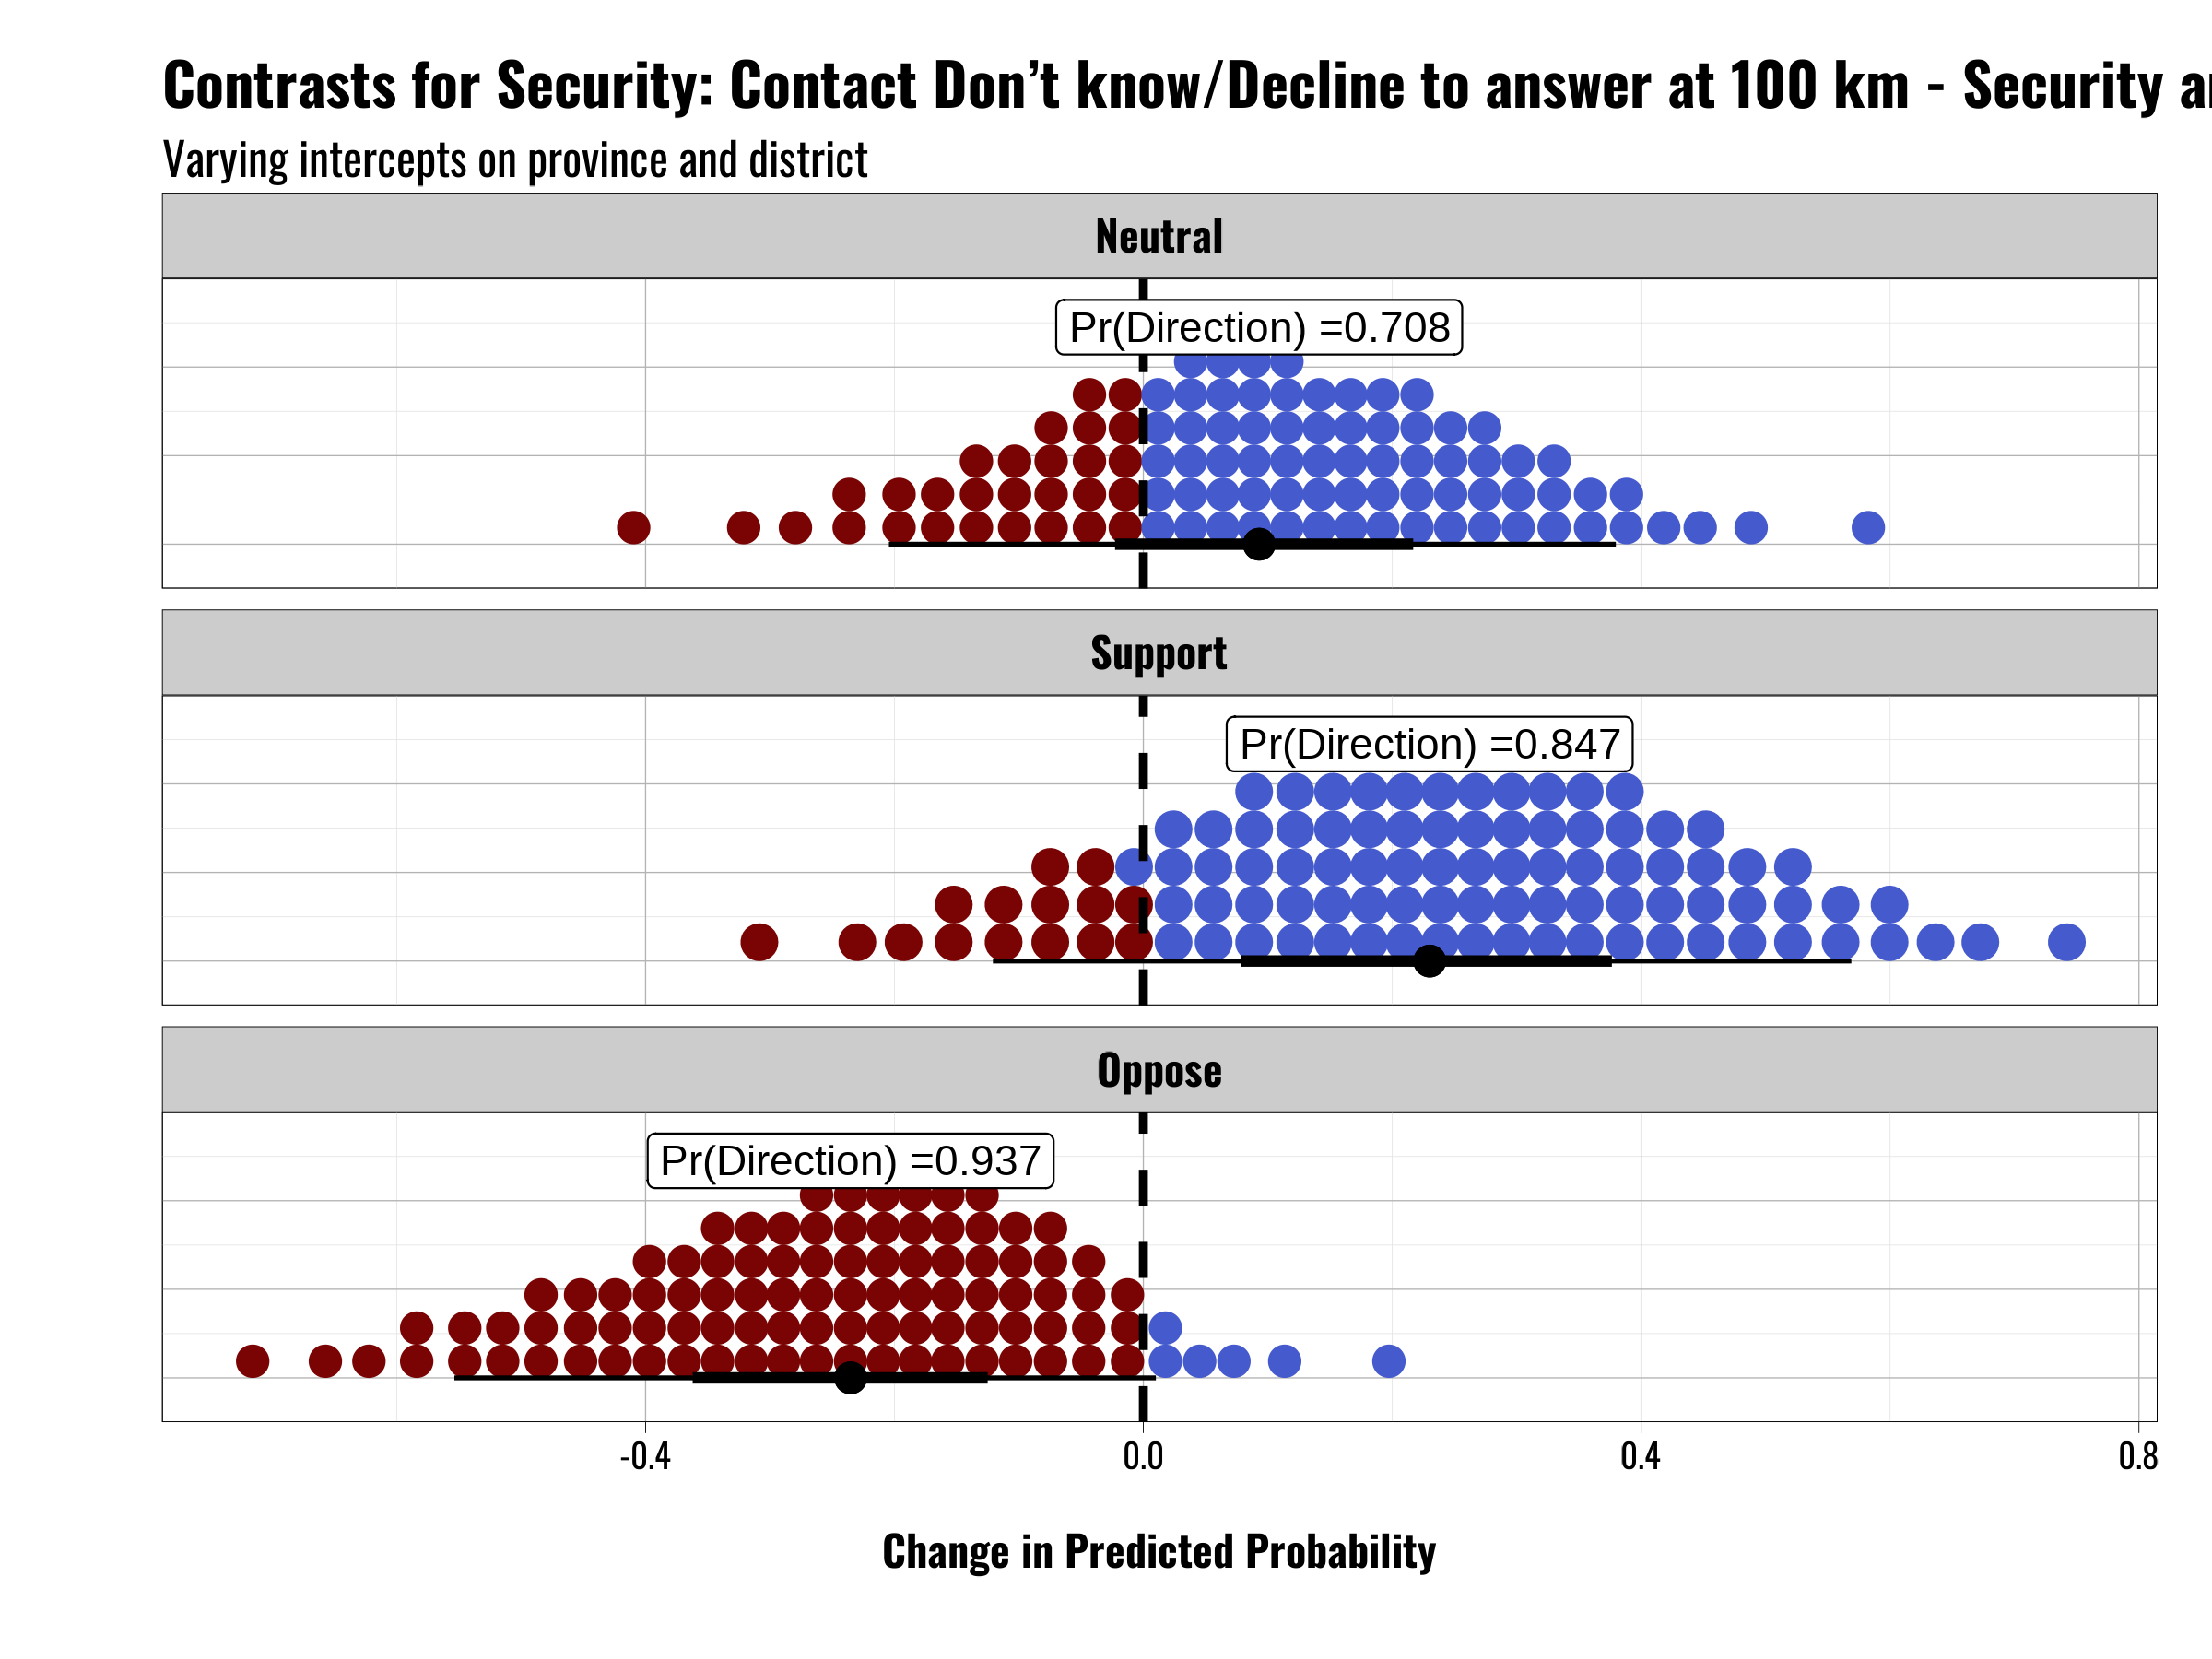 Contrasts for Security: Contact Don’t know/Decline to answer at 100 km - Security
Varying intercepts on province and district
Neutral
Pr(Direction) =0.708
Support
Pr(Direction) =0.847
Oppose
Pr(Direction) =0.937
-0.4 0.0 0.4 0.8
Change in Predicted Probability